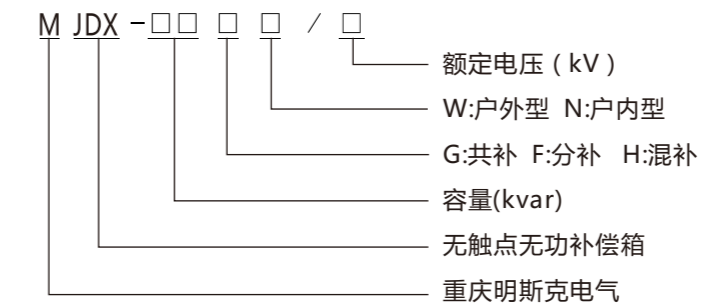 M JDX-□□ □ □ / □
额定电压 ( kV )
W:户外型 N:户内型
G:共补 F:分补 H:混补
容量(kvar)
无触点无功补偿箱
重庆明斯克电气